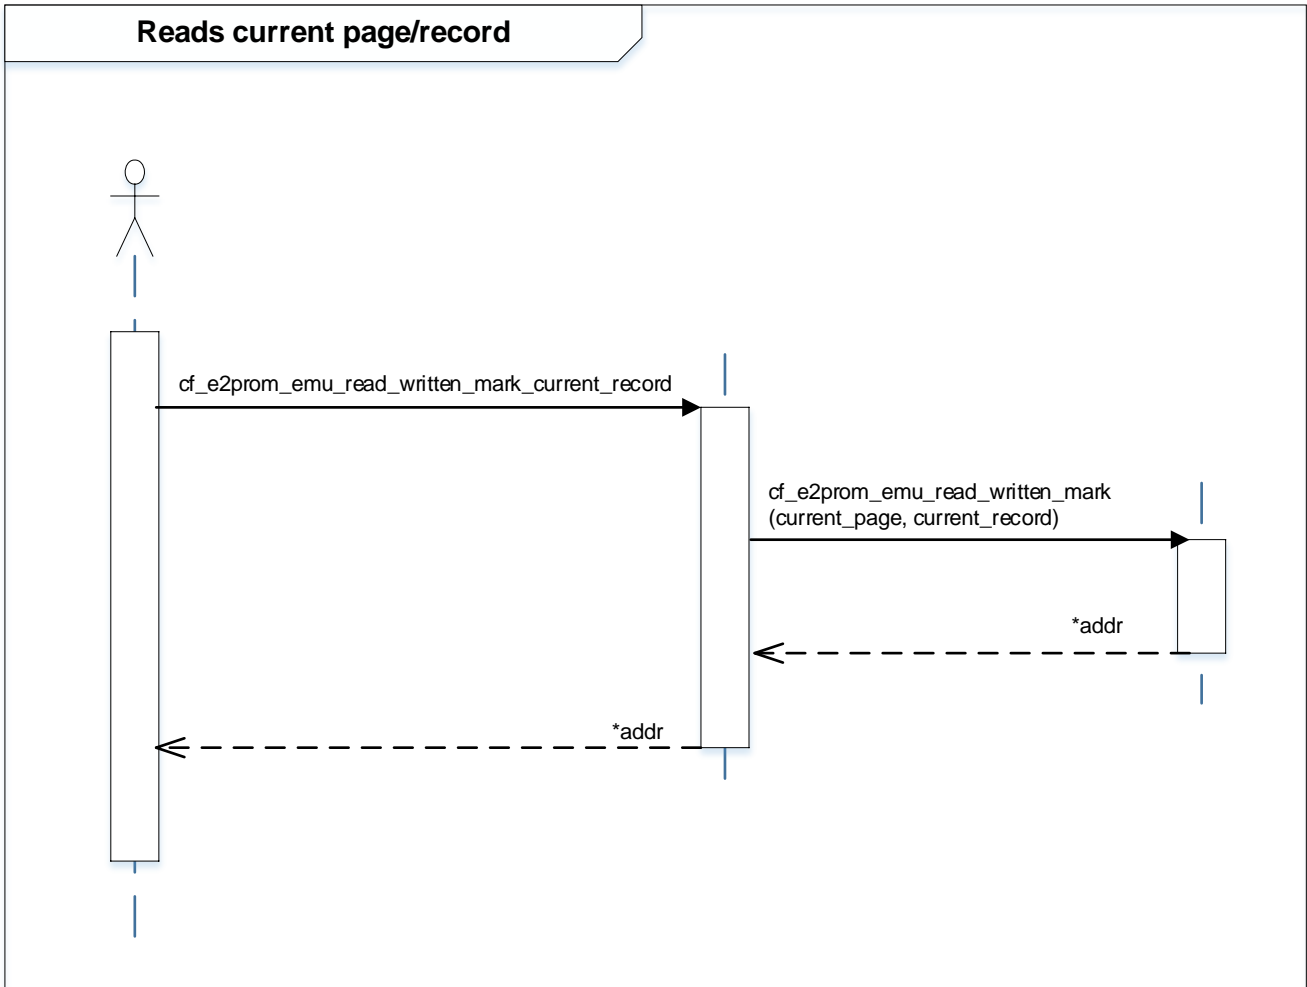 Reads current page/record
cf_e2prom_emu_read_written_mark_current_record
cf_e2prom_emu_read_written_mark
(current_page, current_record)
*addr
*addr